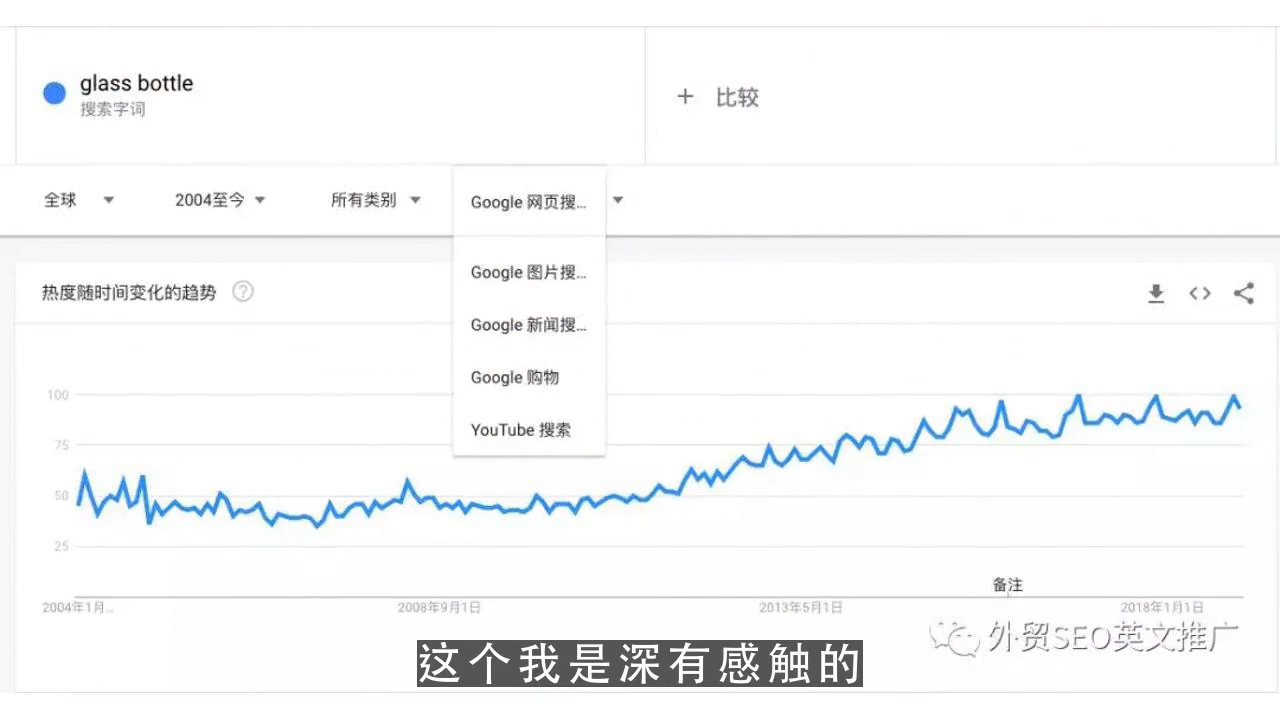 glass bottle
搜索字词
+ 比较
全球
2004至今
所有类别
Google 网页搜...
Google 图片搜...
Google 新闻搜...
Google 购物
YouTube 搜索
热度随时间变化的趋势 ?
100
75
50
25
备注
2004年1月... 2008年9月1日 2013年5月1日 2018年1月1日
外贸SEO英文推广
这个我是深有感触的